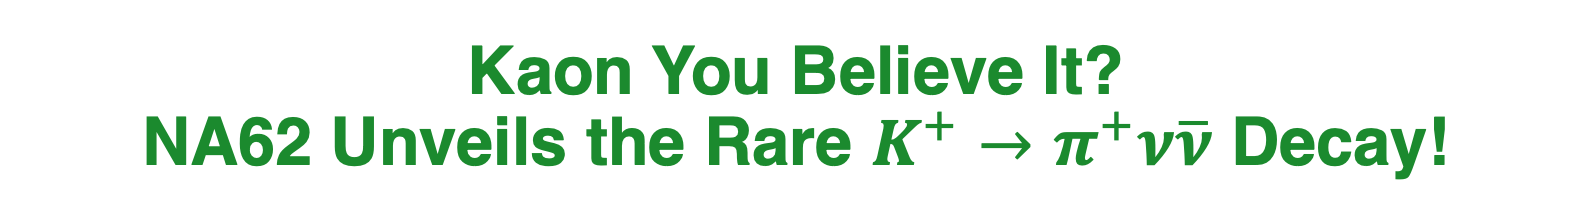 Kaon You Believe It?
NA62 Unveils the Rare K⁺ → π⁺νν̄ Decay!